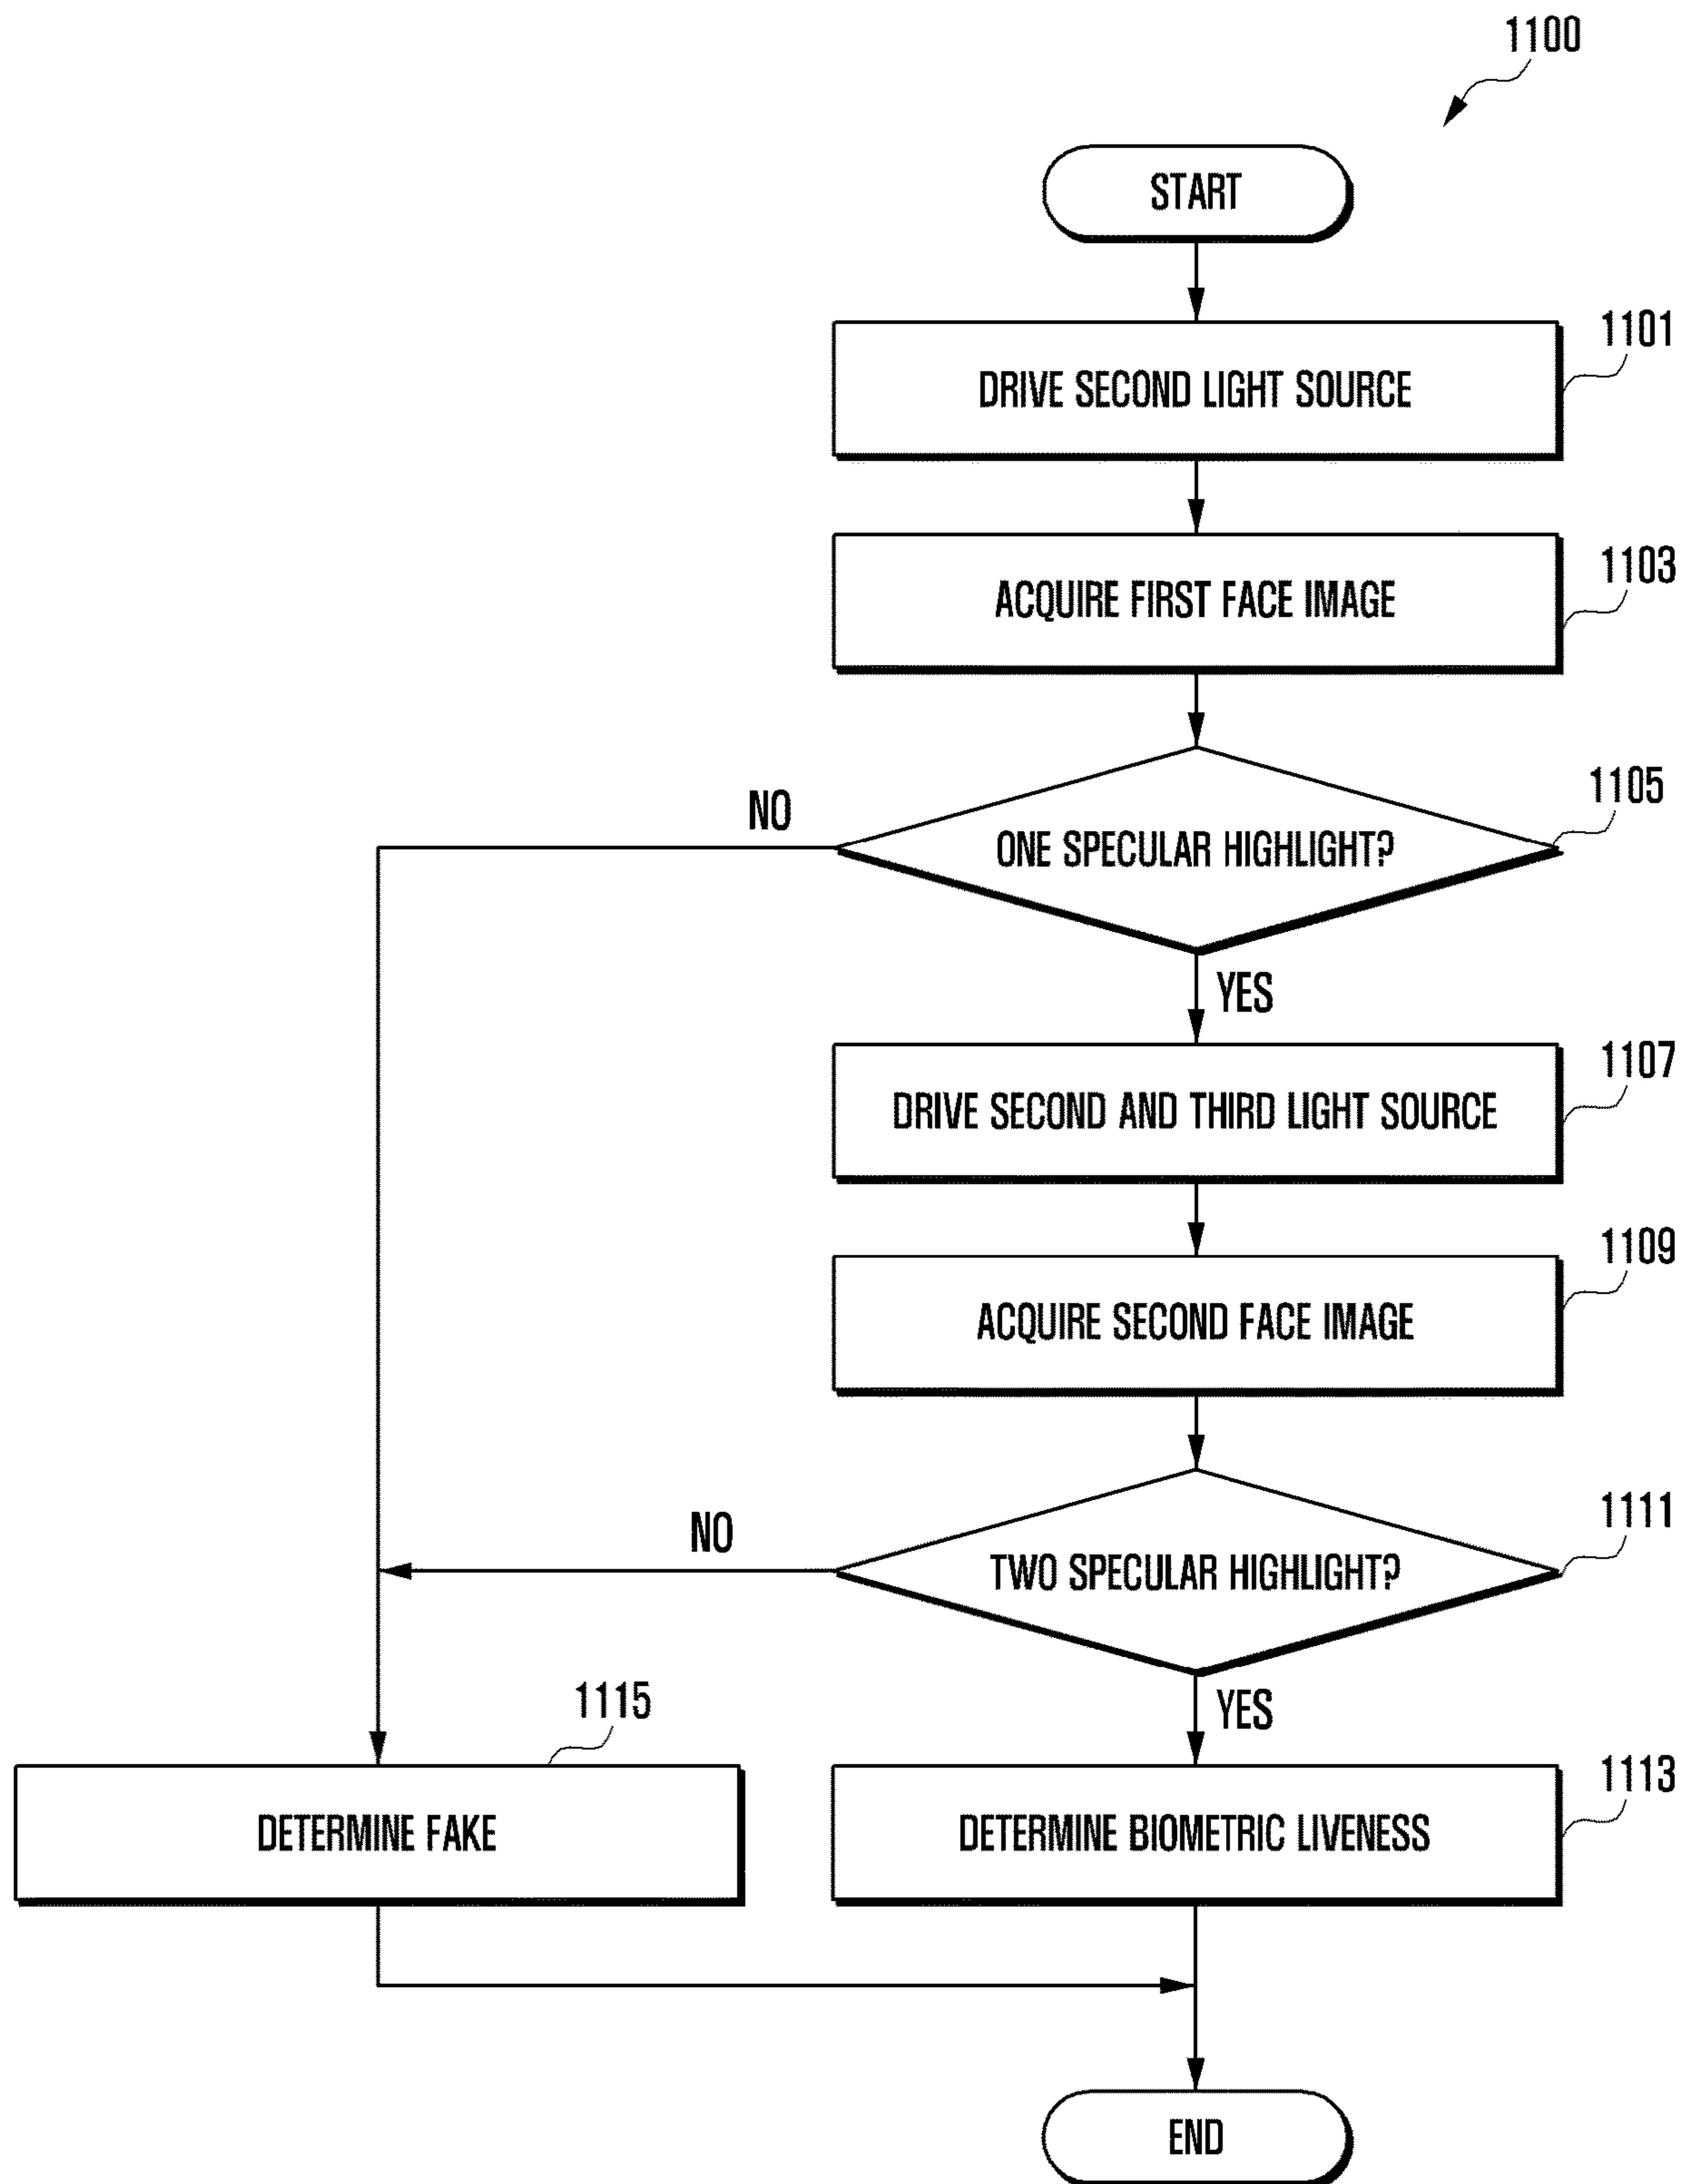 1100
START
1101
DRIVE SECOND LIGHT SOURCE
1103
ACQUIRE FIRST FACE IMAGE
1105
NO
ONE SPECULAR HIGHLIGHT?
YES
1107
DRIVE SECOND AND THIRD LIGHT SOURCE
1109
ACQUIRE SECOND FACE IMAGE
1111
NO
TWO SPECULAR HIGHLIGHT?
1115
YES
1113
DETERMINE FAKE
DETERMINE BIOMETRIC LIVENESS
END